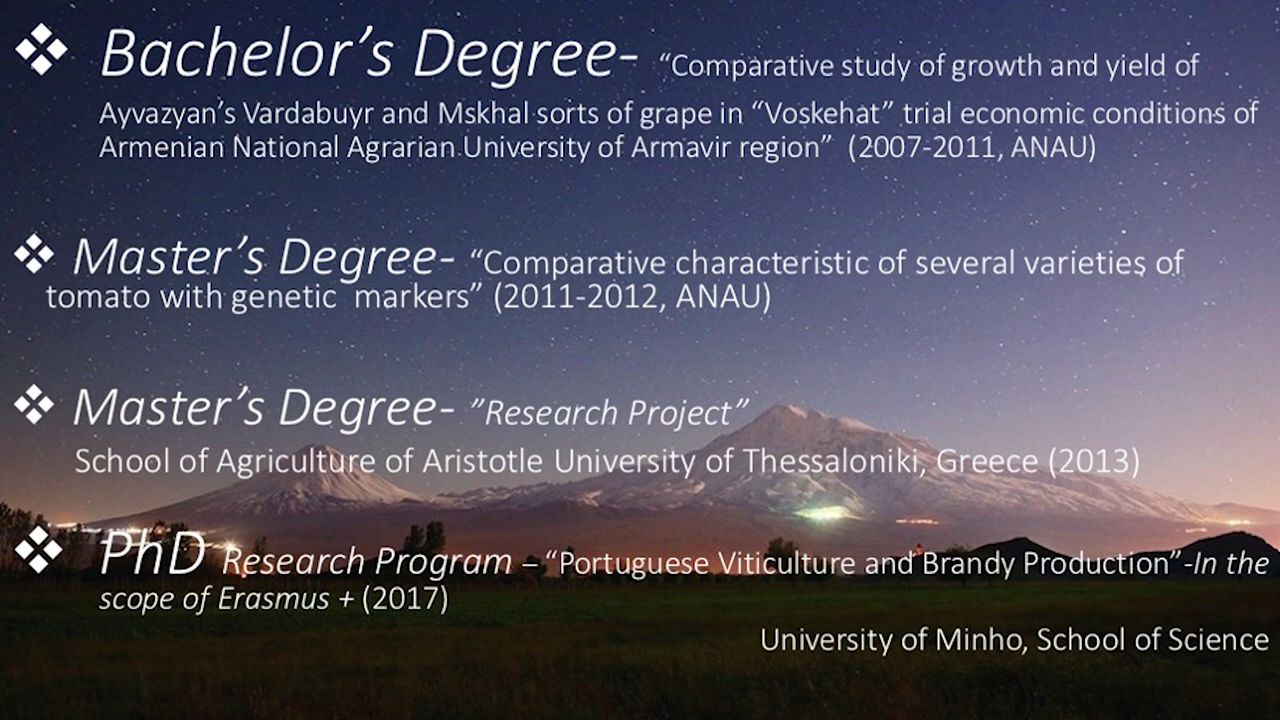 ❖ Bachelor's Degree- "Comparative study of growth and yield of
Ayvazyan's Vardabuyr and Mskhal sorts of grape in "Voskehat" trial economic conditions of
Armenian National Agrarian University of Armavir region" (2007-2011, ANAU)
❖ Master's Degree- "Comparative characteristic of several varieties of
tomato with genetic markers" (2011-2012, ANAU)
❖ Master's Degree- "Research Project"
School of Agriculture of Aristotle University of Thessaloniki, Greece (2013)
❖ PhD Research Program – "Portuguese Viticulture and Brandy Production"-In the
scope of Erasmus + (2017)
University of Minho, School of Science